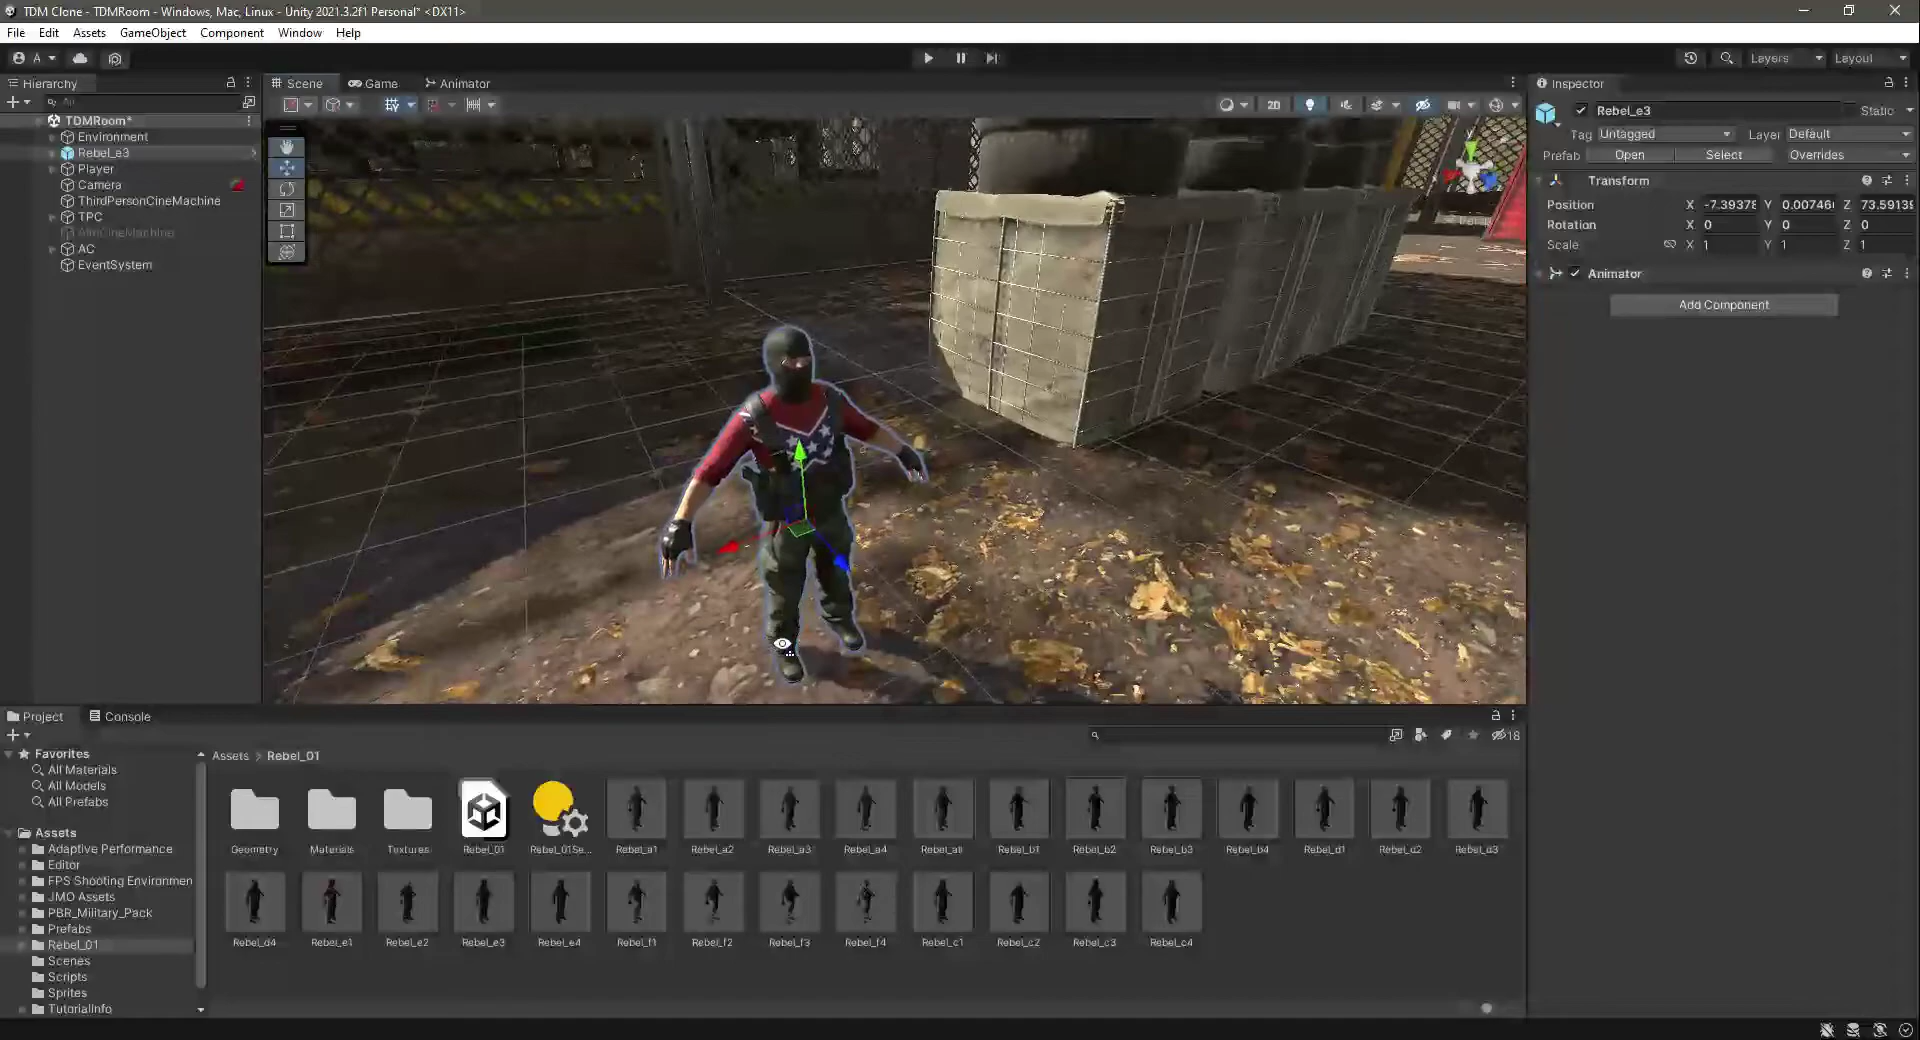 TDM Clone - TDMRoom - Windows, Mac, Linux - Unity 2021.3.2f1 Personal* <DX11>
File Edit Assets GameObject Component Window Help
A Layers Layout
Hierarchy
All
TDMRoom*
Environment
Rebel_e3
Player
Camera
ThirdPersonCineMachine
TPC
AimCineMachine
AC
EventSystem
Scene Game Animator
2D
y
Inspector
Rebel_e3 Static
Tag Untagged Layer Default
Prefab Open Select Overrides
Transform
Position X -7.39378 Y 0.00746 Z 73.5913
Rotation X 0 Y 0 Z 0
Scale X 1 Y 1 Z 1
Animator
Add Component
Project Console
18
Favorites
All Materials
All Models
All Prefabs
Assets
Adaptive Performance
Editor
FPS Shooting Environmen
JMO Assets
PBR_Military_Pack
Prefabs
Rebel_01
Scenes
Scripts
Sprites
TutorialInfo
Assets > Rebel_01
Geometry Materials Textures Rebel_01 Rebel_01Se... Rebel_a1 Rebel_a2 Rebel_a3 Rebel_a4 Rebel_all Rebel_b1 Rebel_b2 Rebel_b3 Rebel_b4 Rebel_d1 Rebel_d2 Rebel_d3
Rebel_d4 Rebel_e1 Rebel_e2 Rebel_e3 Rebel_e4 Rebel_f1 Rebel_f2 Rebel_f3 Rebel_f4 Rebel_c1 Rebel_c2 Rebel_c3 Rebel_c4